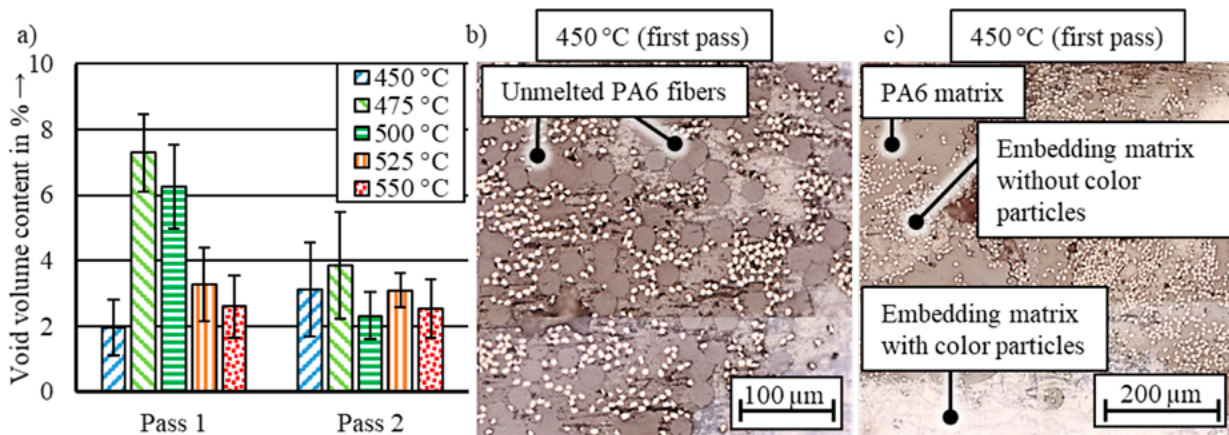 a)
Void volume content in % →
10
8
6
4
2
0
450 °C
475 °C
500 °C
525 °C
550 °C
Pass 1
Pass 2
b)
450 °C (first pass)
Unmelted PA6 fibers
100 µm
c)
450 °C (first pass)
PA6 matrix
Embedding matrix
without color
particles
Embedding matrix
with color particles
200 µm